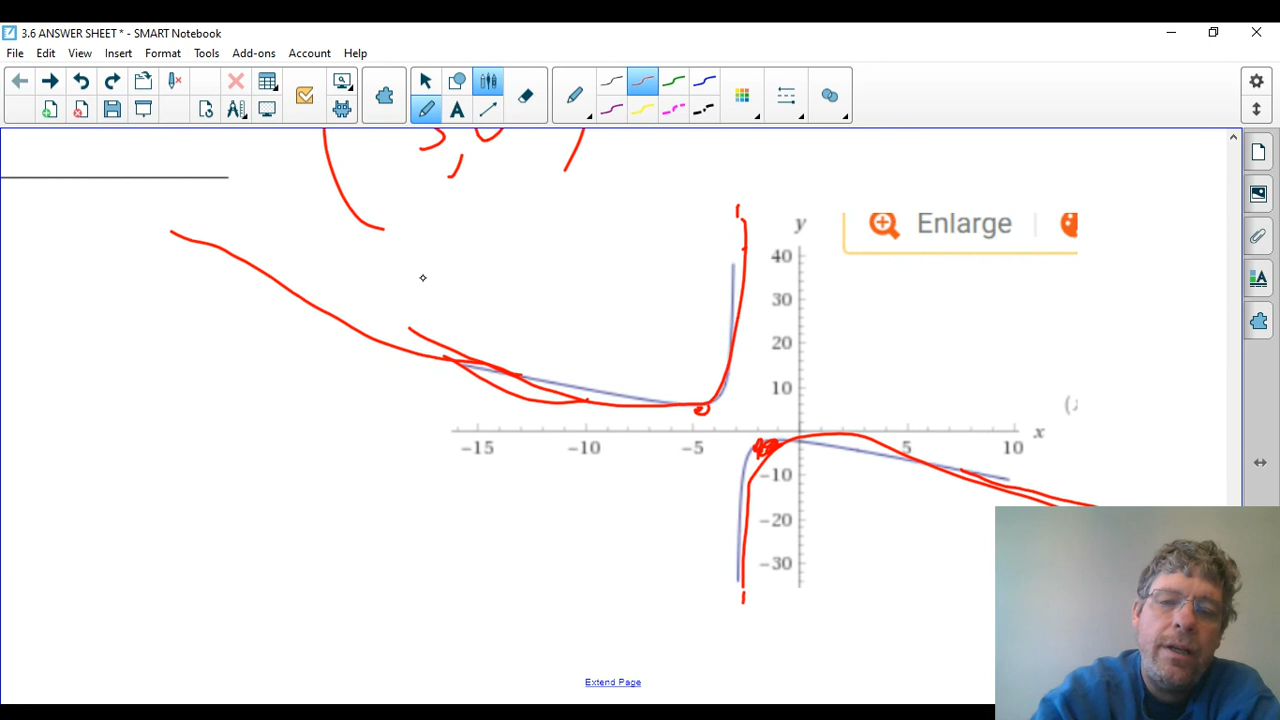 3.6 ANSWER SHEET * - SMART Notebook
File Edit View Insert Format Tools Add-ons Account Help
y
Enlarge
40
30
20
10
-15 -10 -5 5 10 x
-10
-20
-30
Extend Page